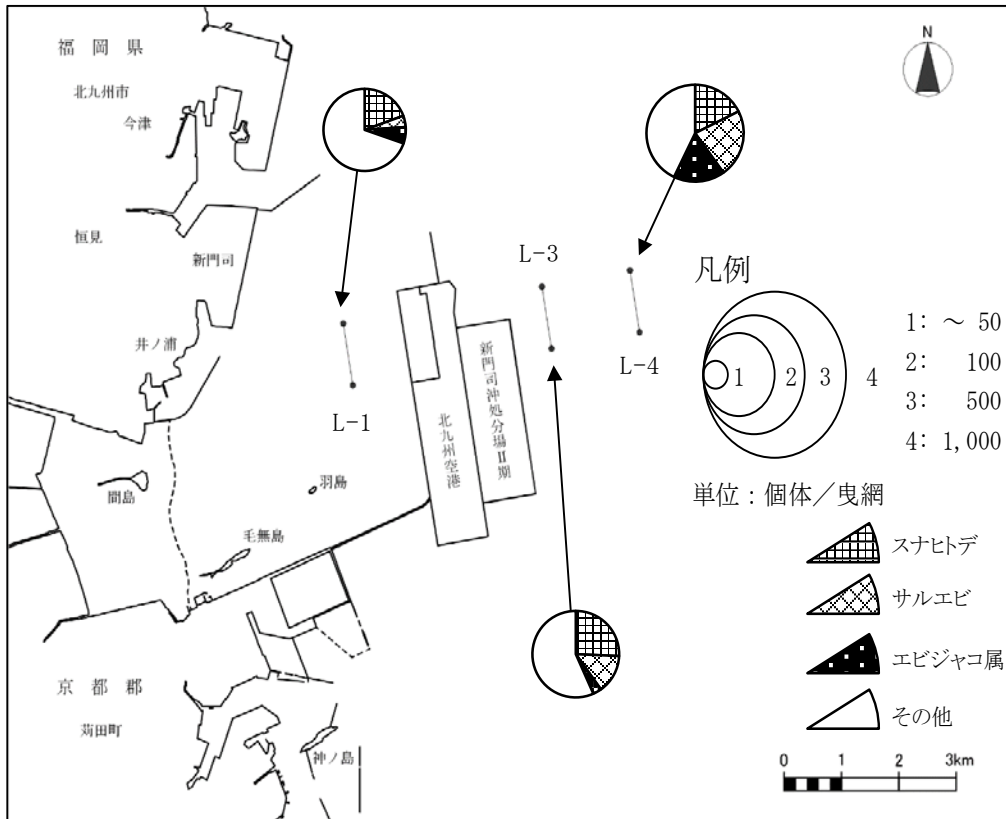 福岡県
北九州市
今津
恒見
新門司
井ノ浦
間島
羽島
毛無島
京都郡
苅田町
神ノ島
北九州空港
新門司沖処分場Ⅱ期
L-1
L-3
L-4
N
凡例
1
2
3
4
1: ～ 50
2: 100
3: 500
4: 1,000
単位：個体／曳網
スナヒトデ
サルエビ
エビジャコ属
その他
0 1 2 3km